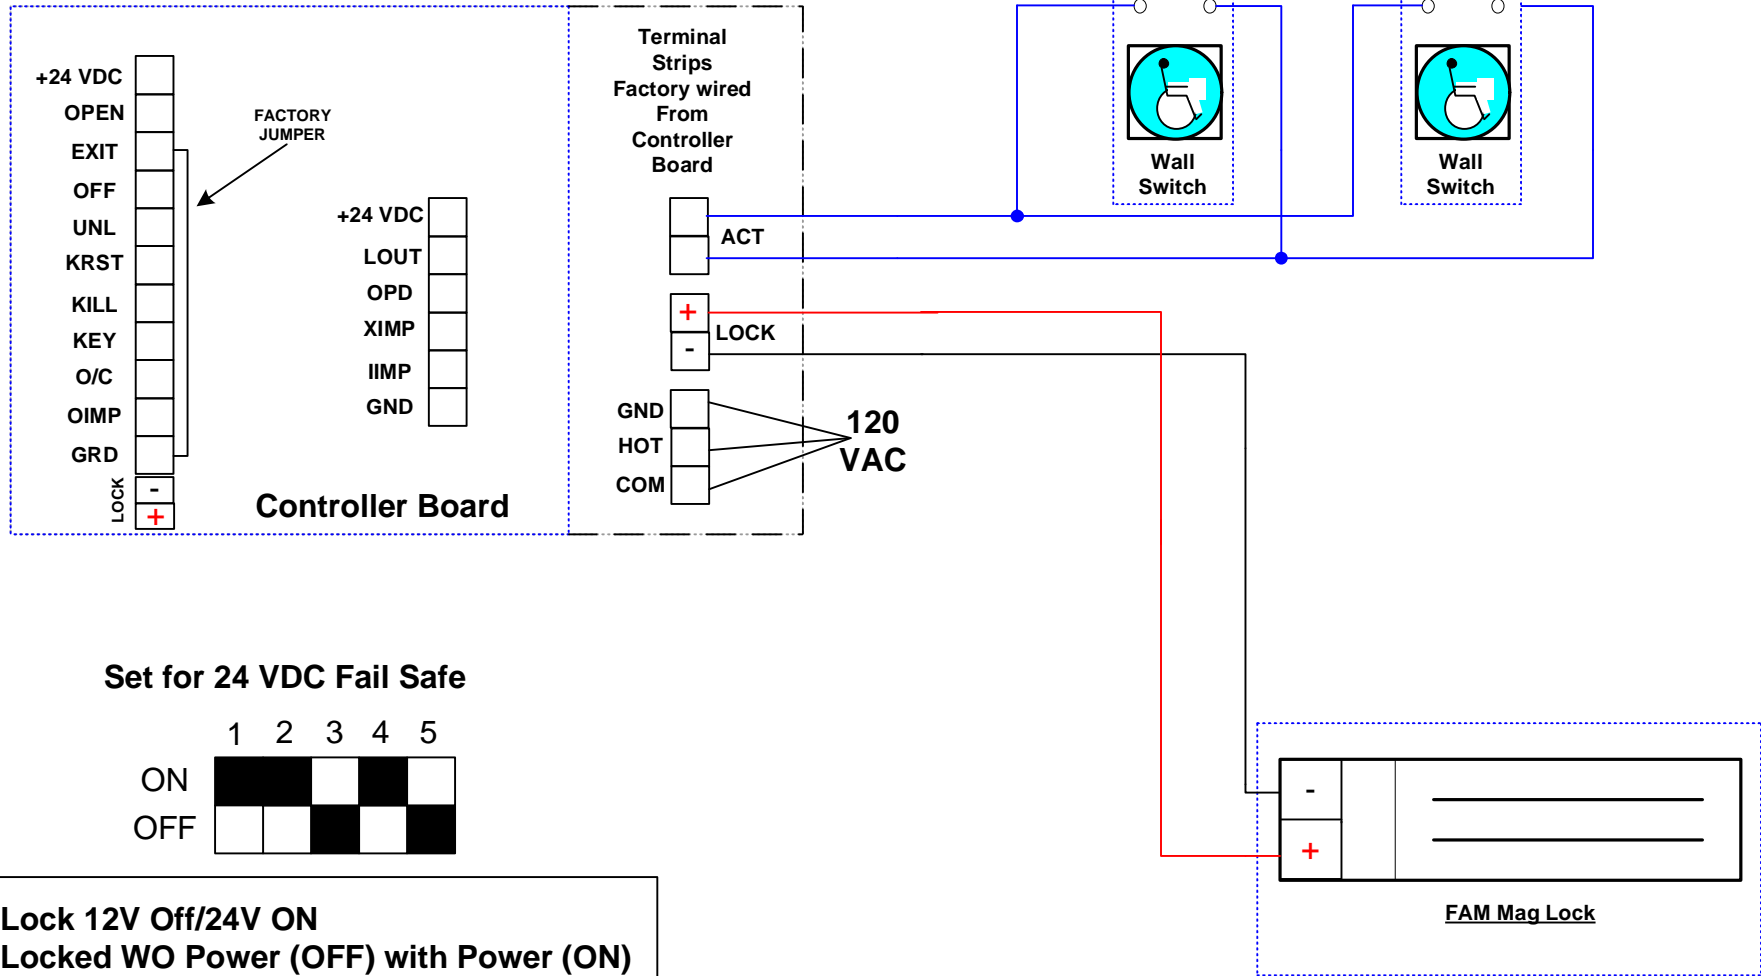 +24 VDC
OPEN
EXIT
OFF
UNL
KRST
KILL
KEY
O/C
OIMP
GRD
LOCK
-
+
FACTORY
JUMPER
+24 VDC
LOUT
OPD
XIMP
IIMP
GND
Controller Board
Terminal
Strips
Factory wired
From
Controller
Board
ACT
+
-
LOCK
GND
HOT
COM
120
VAC
Wall
Switch
Wall
Switch
Set for 24 VDC Fail Safe
1 2 3 4 5
ON
OFF
Lock 12V Off/24V ON
Locked WO Power (OFF) with Power (ON)
-
+
FAM Mag Lock